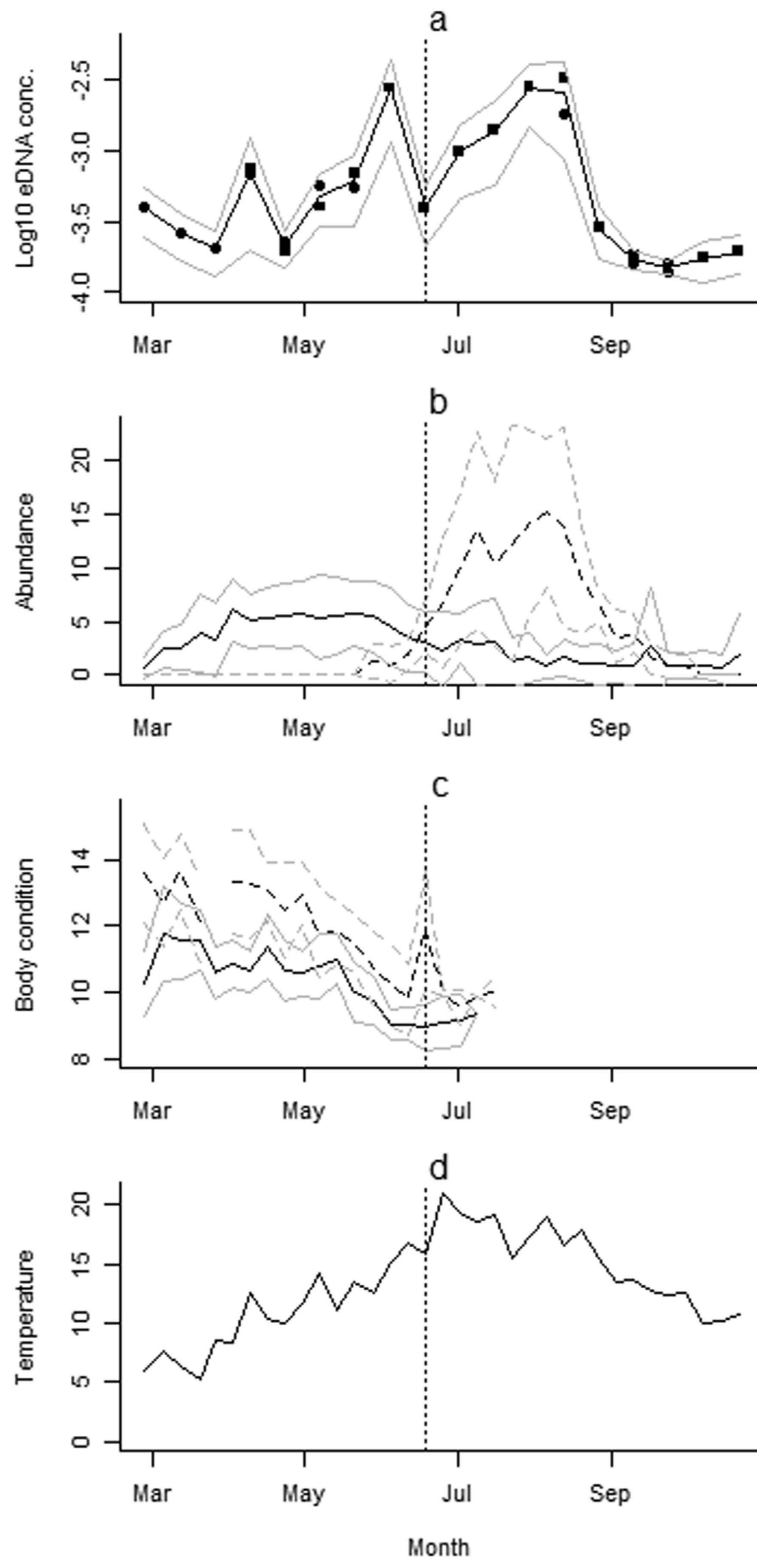 a
Log10 eDNA conc.
-2.5
-3.0
-3.5
-4.0
Mar May Jul Sep
b
Abundance
20
15
10
5
0
Mar May Jul Sep
c
Body condition
14
12
10
8
Mar May Jul Sep
d
Temperature
20
15
10
5
0
Mar May Jul Sep
Month